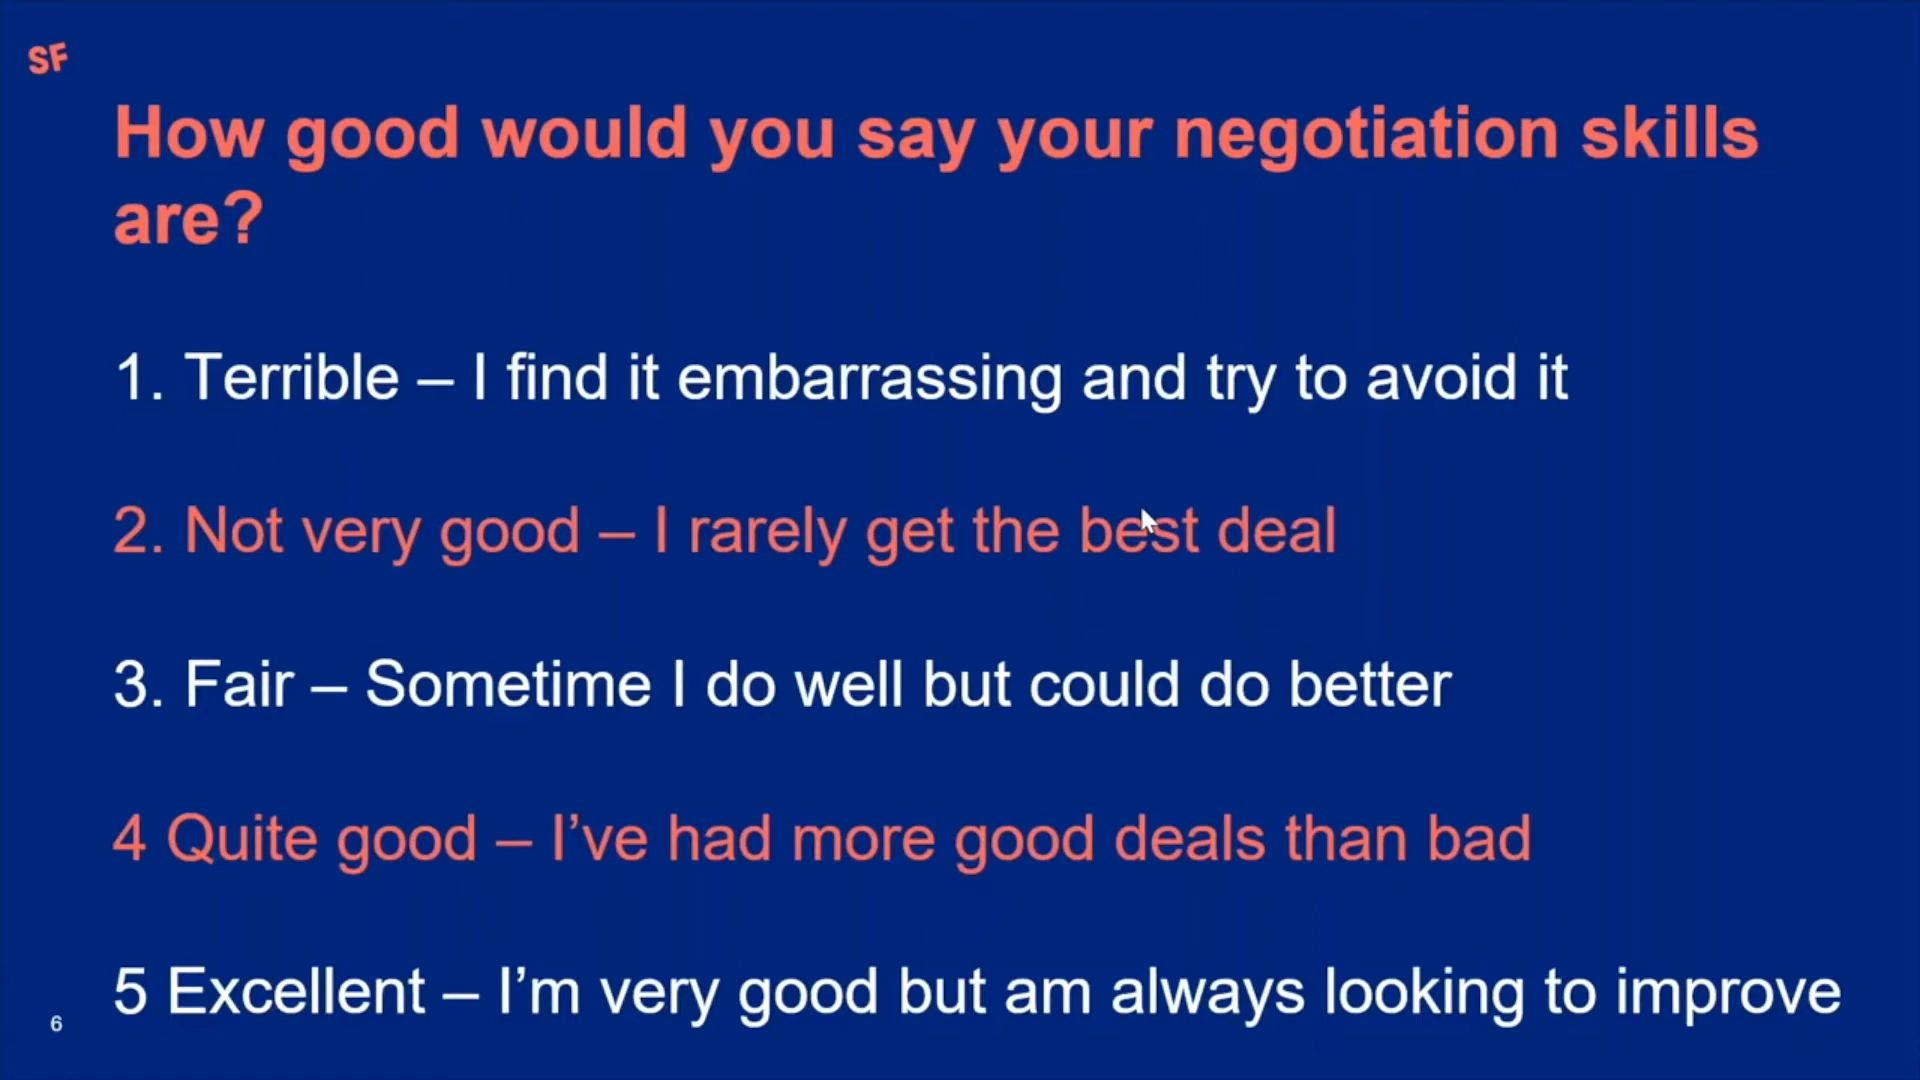 SF
How good would you say your negotiation skills
are?
1. Terrible – I find it embarrassing and try to avoid it
2. Not very good – I rarely get the best deal
3. Fair – Sometime I do well but could do better
4 Quite good – I’ve had more good deals than bad
5 Excellent – I’m very good but am always looking to improve
6